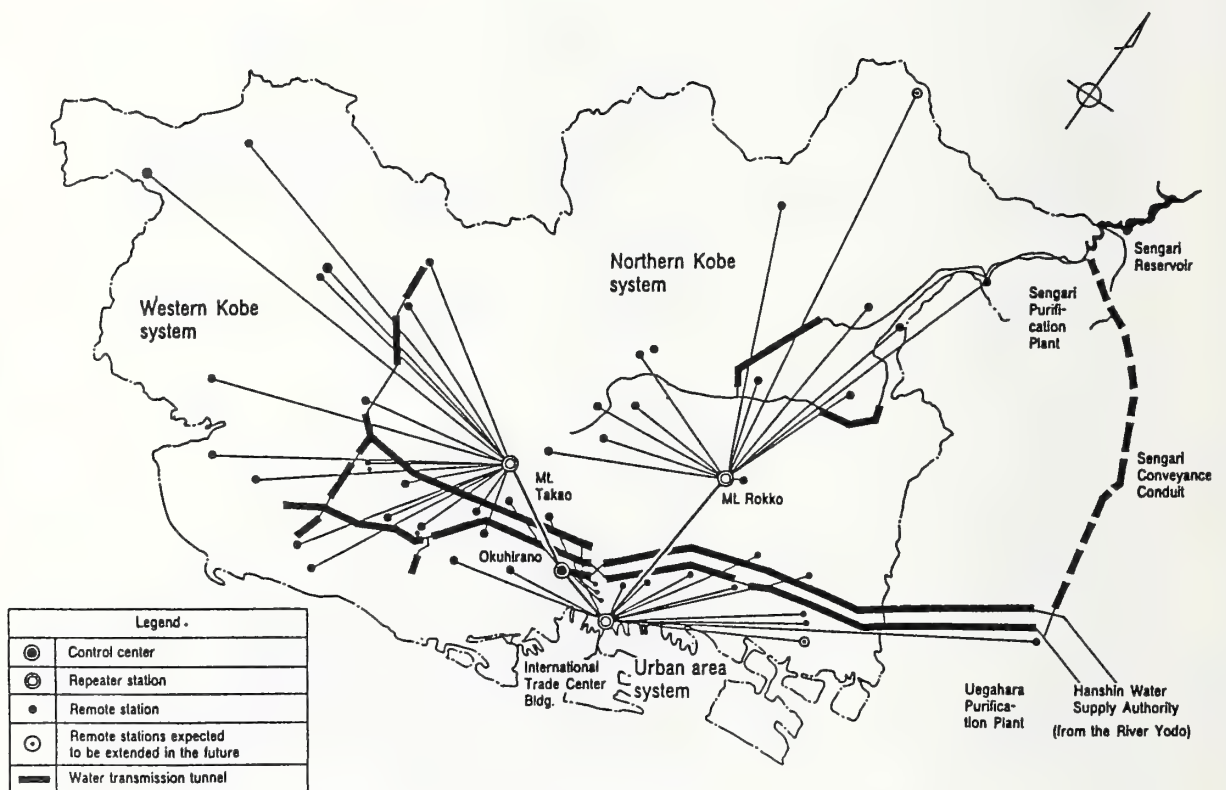 Sengari
Reservoir
Northern Kobe
system
Western Kobe
system
Sengari
Purifi-
cation
Plant
Sengari
Conveyance
Conduit
Mt.
Takao
Mt. Rokko
Okuhirano
International
Trade Center
Bldg.
Urban area
system
Uegahara
Purifica-
tion Plant
Hanshin Water
Supply Authority
(from the River Yodo)
Legend.
Control center
Repeater station
Remote station
Remote stations expected
to be extended in the future
Water transmission tunnel